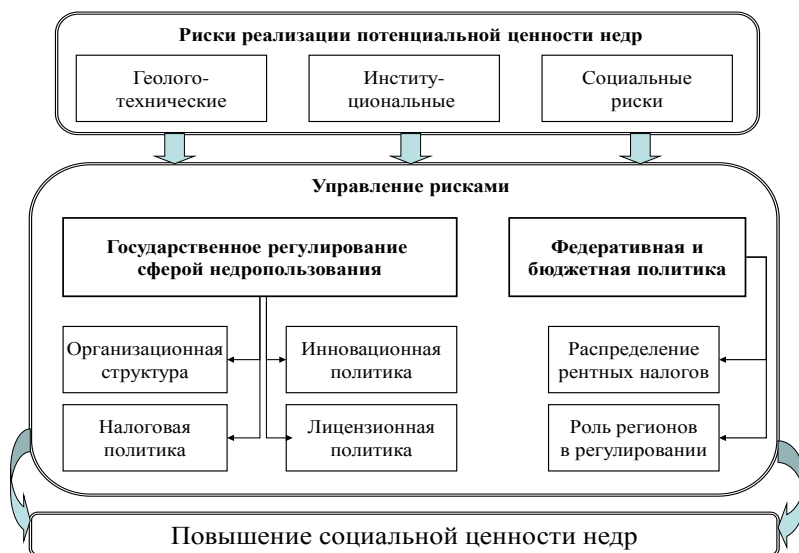 Риски реализации потенциальной ценности недр
Геолого-
технические
Институ-
циональные
Социальные
риски
Управление рисками
Государственное регулирование
сферой недропользования
Федеративная и
бюджетная политика
Организационная
структура
Инновационная
политика
Распределение
рентных налогов
Налоговая
политика
Лицензионная
политика
Роль регионов
в регулировании
Повышение социальной ценности недр